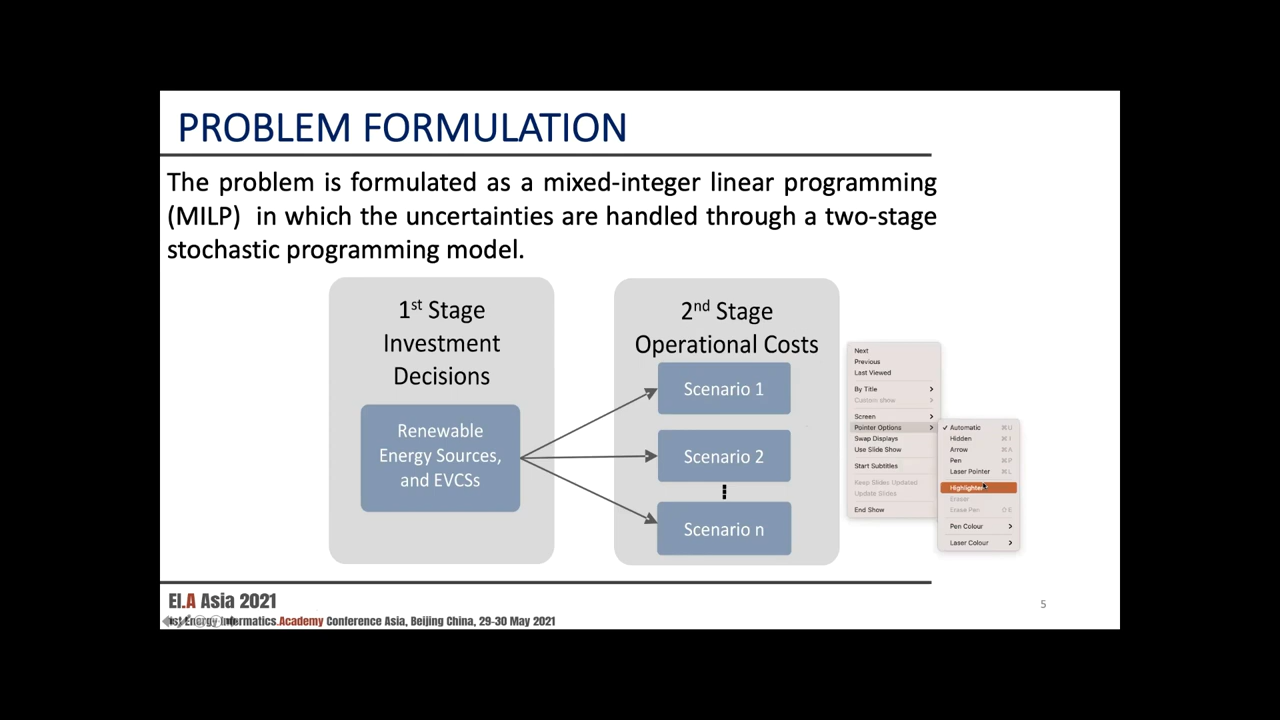 PROBLEM FORMULATION
The problem is formulated as a mixed-integer linear programming
(MILP) in which the uncertainties are handled through a two-stage
stochastic programming model.
1st Stage
Investment
Decisions
Renewable
Energy Sources,
and EVCSs
2nd Stage
Operational Costs
Scenario 1
Scenario 2
Scenario n
Next
Previous
Last Viewed
By Title
Custom show
Screen
Pointer Options
Swap Displays
Use Slide Show
Start Subtitles
Keep Slides Updated
Update Slides
End Show
✓ Automatic ⌘U
Hidden ⌘I
Arrow ⌘A
Pen ⌘P
Laser Pointer ⌘L
Highlighter
Eraser
Erase Pen ⇧E
Pen Colour
Laser Colour
EI.A Asia 2021
1st Energy Informatics.Academy Conference Asia, Beijing China, 29-30 May 2021
5